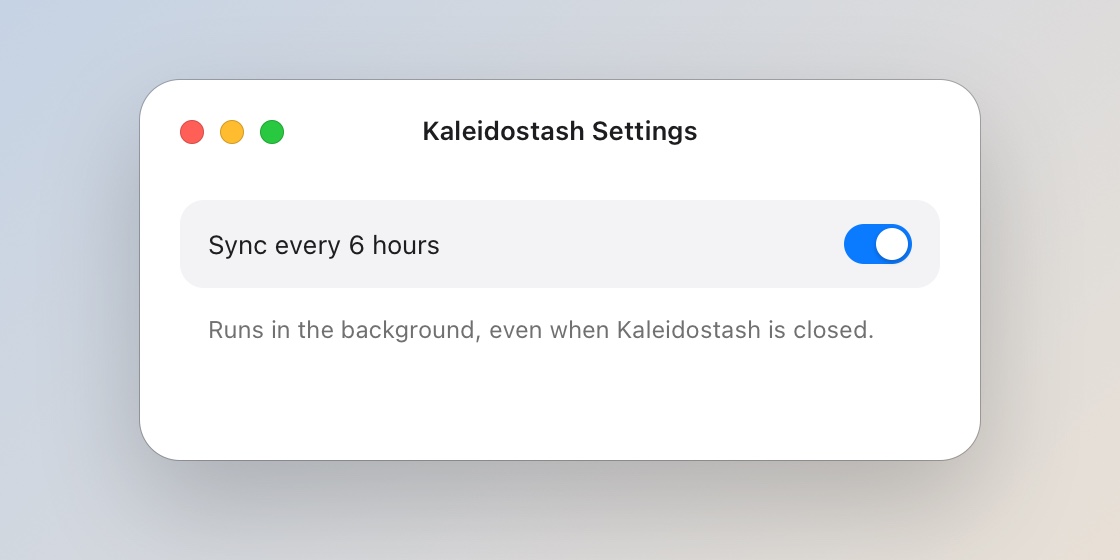 Kaleidostash Settings
Sync every 6 hours
Runs in the background, even when Kaleidostash is closed.